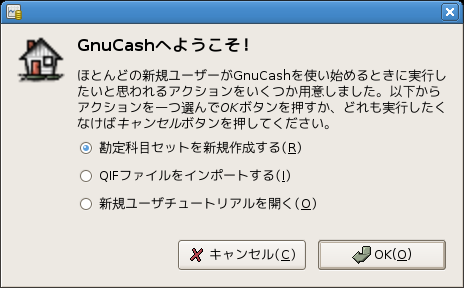 GnuCashへようこそ!
ほとんどの新規ユーザーがGnuCashを使い始めるときに実行し
たいと思われるアクションをいくつか用意しました。以下から
アクションを一つ選んでOKボタンを押すか、どれも実行したく
なければキャンセルボタンを押してください。
勘定科目セットを新規作成する(R)
QIFファイルをインポートする(I)
新規ユーザチュートリアルを開く(O)
キャンセル(C)
OK(O)